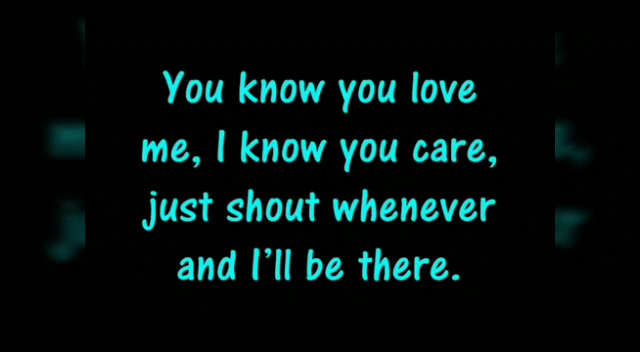 You know you love
me, I know you care,
just shout whenever
and I'll be there.